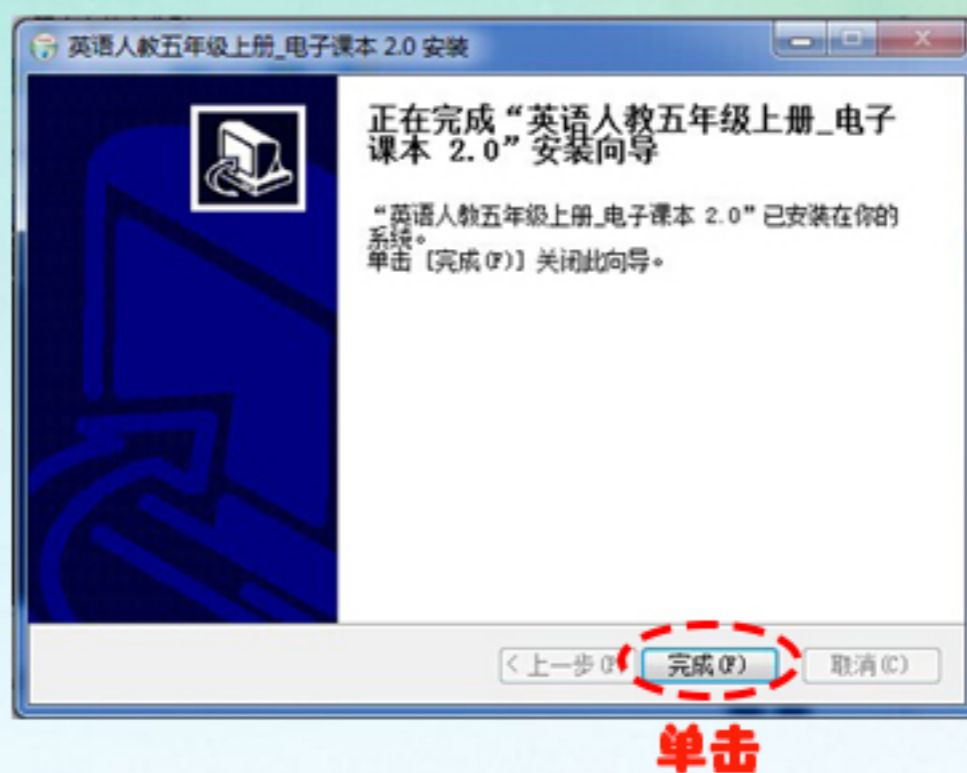 英语人教五年级上册_电子课本 2.0 安装
正在完成“英语人教五年级上册_电子
课本 2.0”安装向导
“英语人教五年级上册_电子课本 2.0”已安装在你的
系统。
单击 [完成(F)] 关闭此向导。
<上一步(P 完成(F) 取消(C)
单击